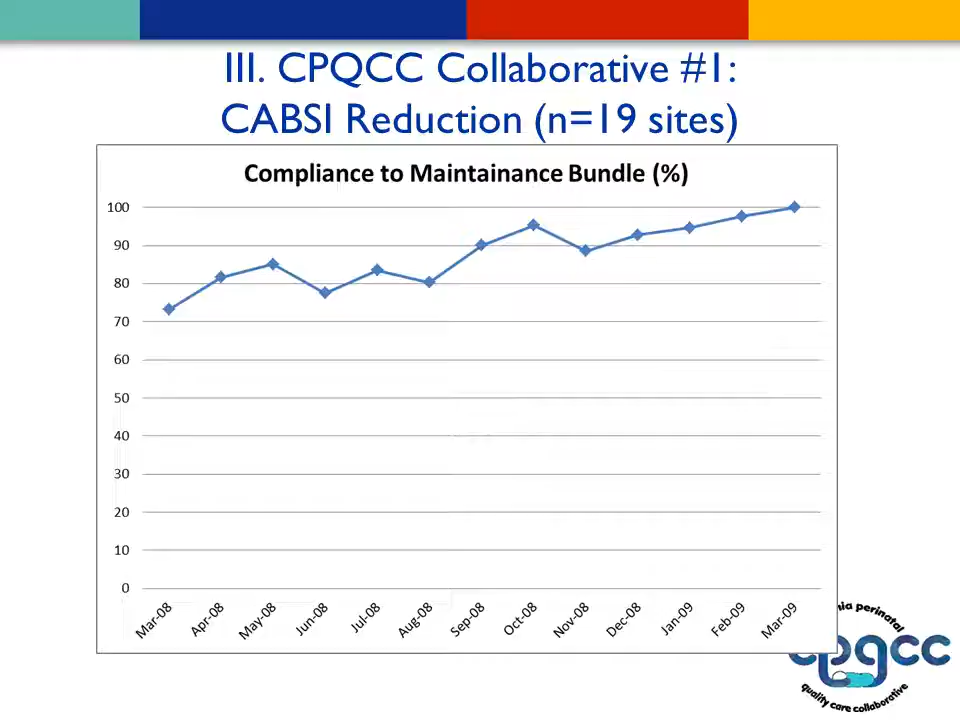 III. CPQCC Collaborative #1:
CABSI Reduction (n=19 sites)
Compliance to Maintainance Bundle (%)
100
90
80
70
60
50
40
30
20
10
0
Mar-08 Apr-08 May-08 Jun-08 Jul-08 Aug-08 Sep-08 Oct-08 Nov-08 Dec-08 Jan-09 Feb-09 Mar-09
perinatal
cpqcc
quality care collaborative